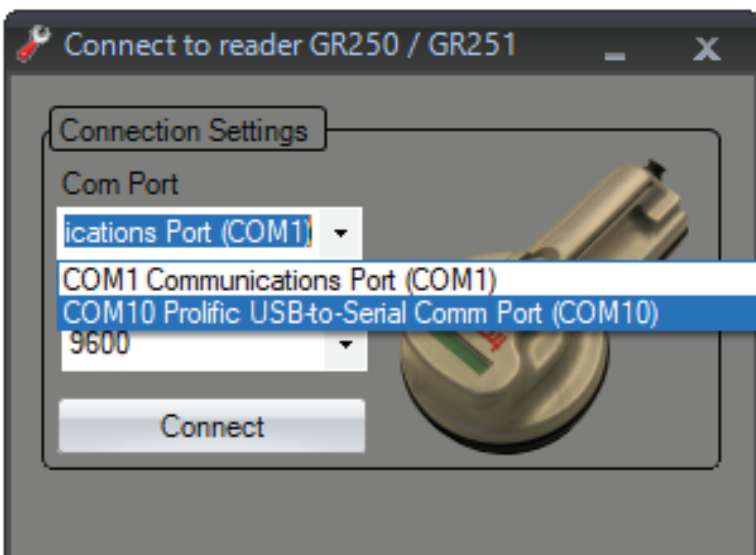 Connect to reader GR250 / GR251
Connection Settings
Com Port
ications Port (COM1)
COM1 Communications Port (COM1)
COM10 Prolific USB-to-Serial Comm Port (COM10)
9600
Connect